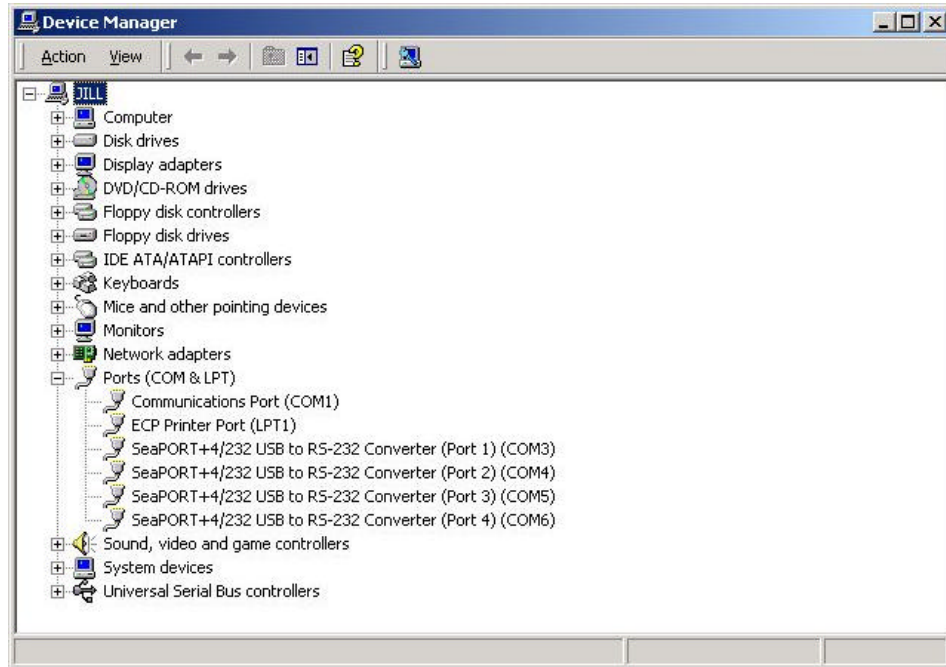 Device Manager
Action View
JILL
Computer
Disk drives
Display adapters
DVD/CD-ROM drives
Floppy disk controllers
Floppy disk drives
IDE ATA/ATAPI controllers
Keyboards
Mice and other pointing devices
Monitors
Network adapters
Ports (COM & LPT)
Communications Port (COM1)
ECP Printer Port (LPT1)
SeaPORT+4/232 USB to RS-232 Converter (Port 1) (COM3)
SeaPORT+4/232 USB to RS-232 Converter (Port 2) (COM4)
SeaPORT+4/232 USB to RS-232 Converter (Port 3) (COM5)
SeaPORT+4/232 USB to RS-232 Converter (Port 4) (COM6)
Sound, video and game controllers
System devices
Universal Serial Bus controllers